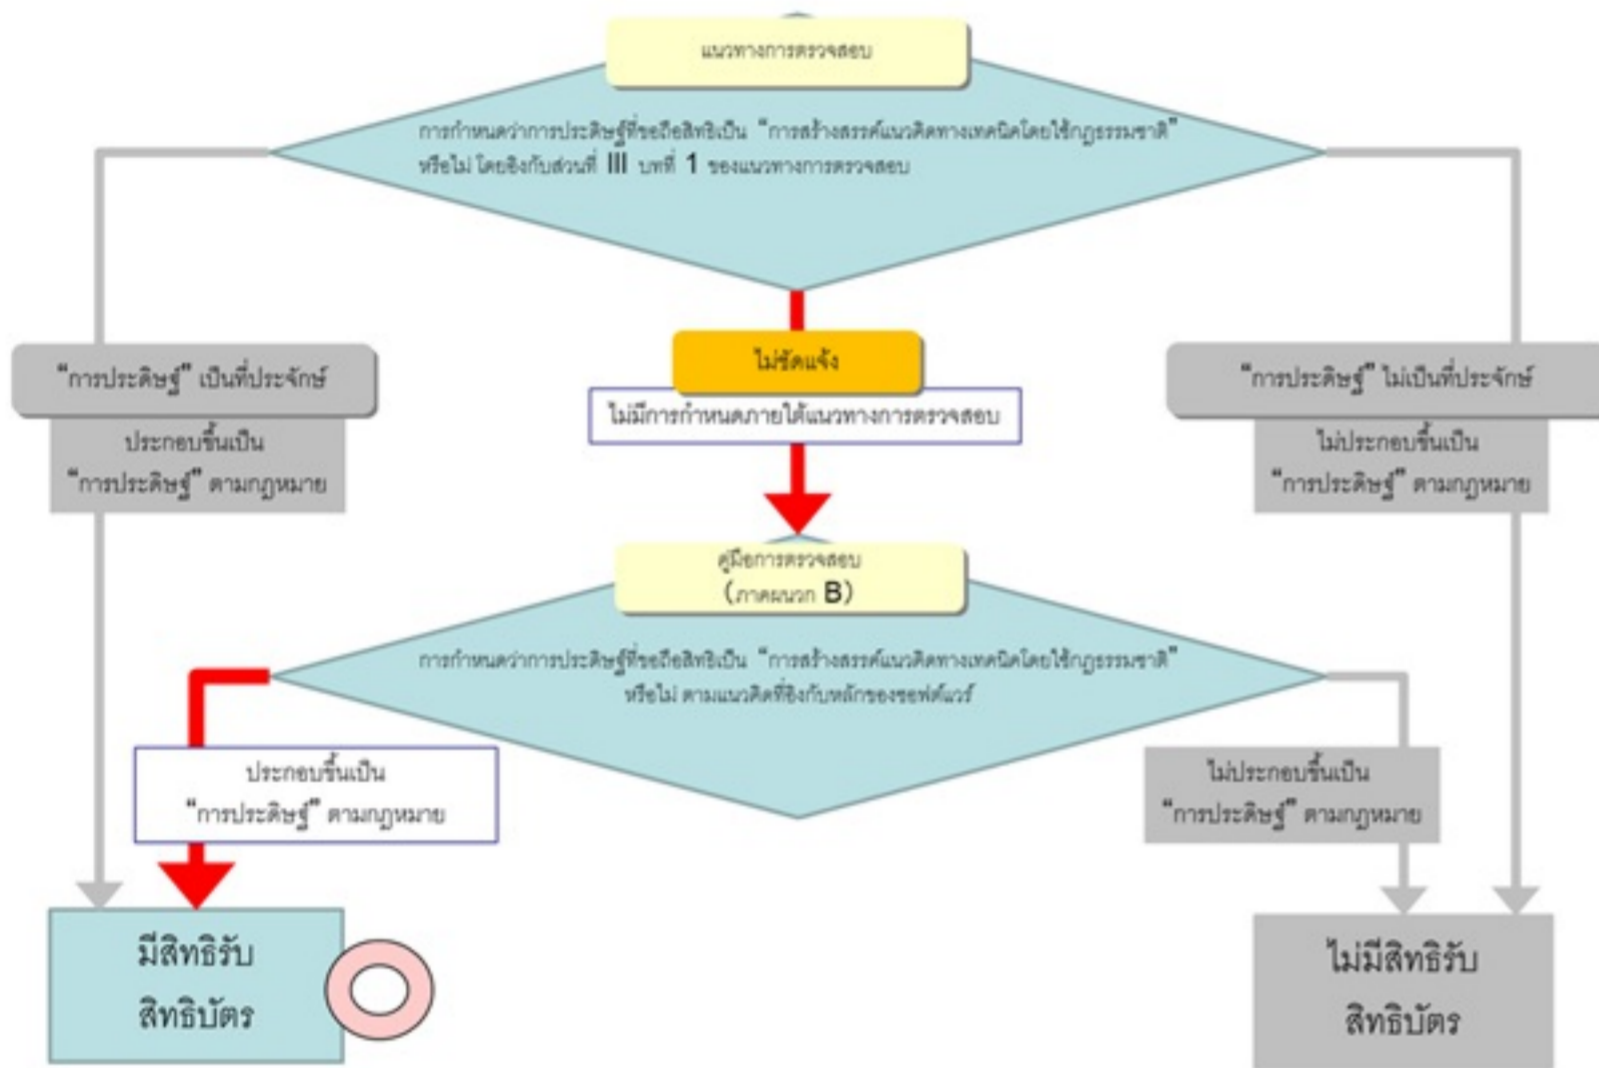 แนวทางการตรวจสอบ
การกำหนดว่าการประดิษฐ์ที่ขอถือสิทธิเป็น “การสร้างสรรค์แนวคิดทางเทคนิคโดยใช้กฎธรรมชาติ”
หรือไม่ โดยอิงกับส่วนที่ III บทที่ 1 ของแนวทางการตรวจสอบ
“การประดิษฐ์” เป็นที่ประจักษ์
ประกอบขึ้นเป็น
“การประดิษฐ์” ตามกฎหมาย
ไม่ชัดแจ้ง
ไม่มีการกำหนดภายใต้แนวทางการตรวจสอบ
“การประดิษฐ์” ไม่เป็นที่ประจักษ์
ไม่ประกอบขึ้นเป็น
“การประดิษฐ์” ตามกฎหมาย
คู่มือการตรวจสอบ
(ภาคผนวก B)
การกำหนดว่าการประดิษฐ์ที่ขอถือสิทธิเป็น “การสร้างสรรค์แนวคิดทางเทคนิคโดยใช้กฎธรรมชาติ”
หรือไม่ ตามแนวคิดที่อิงกับหลักของซอฟต์แวร์
ประกอบขึ้นเป็น
“การประดิษฐ์” ตามกฎหมาย
ไม่ประกอบขึ้นเป็น
“การประดิษฐ์” ตามกฎหมาย
มีสิทธิรับ
สิทธิบัตร
ไม่มีสิทธิรับ
สิทธิบัตร